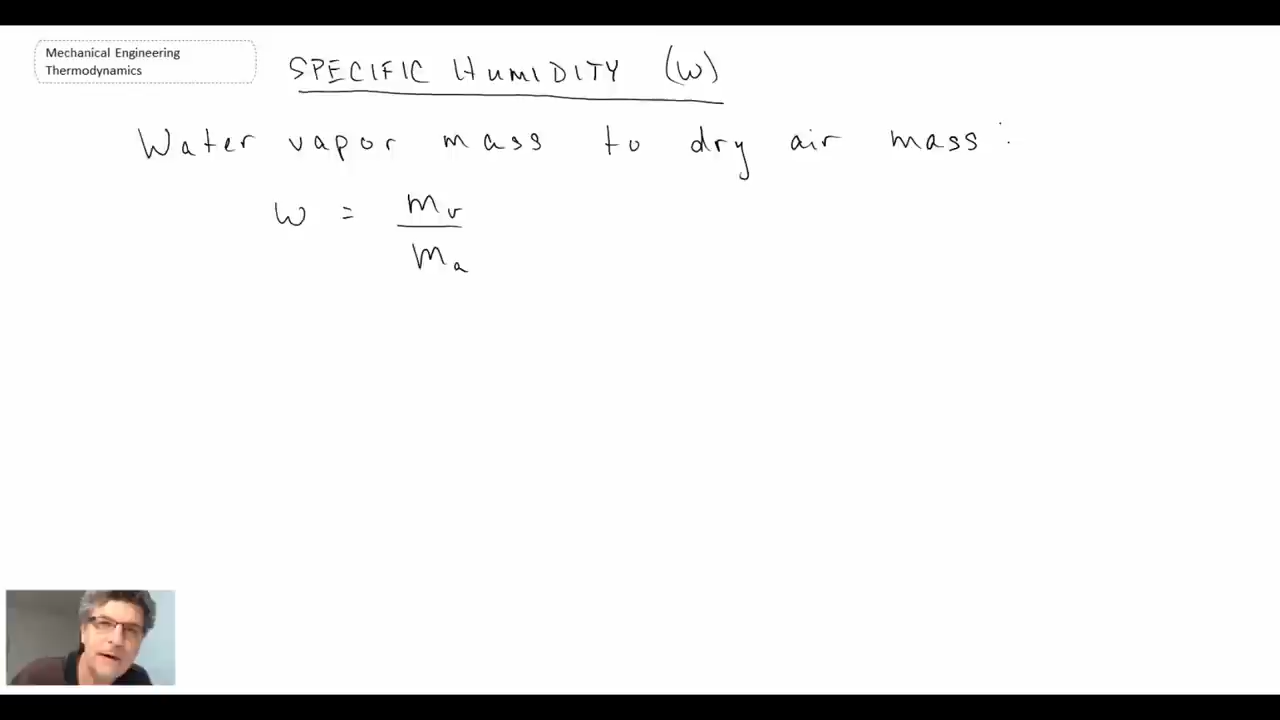 Mechanical Engineering
Thermodynamics
SPECIFIC HUMIDITY (W)
Water vapor mass to dry air mass:
W = m_v / m_a